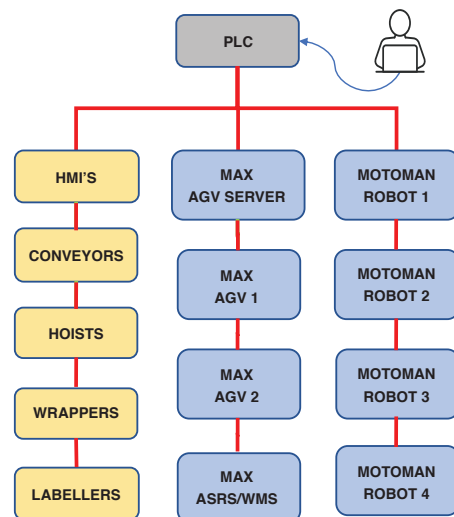 PLC
HMI'S
CONVEYORS
HOISTS
WRAPPERS
LABELLERS
MAX
AGV SERVER
MAX
AGV 1
MAX
AGV 2
MAX
ASRS/WMS
MOTOMAN
ROBOT 1
MOTOMAN
ROBOT 2
MOTOMAN
ROBOT 3
MOTOMAN
ROBOT 4